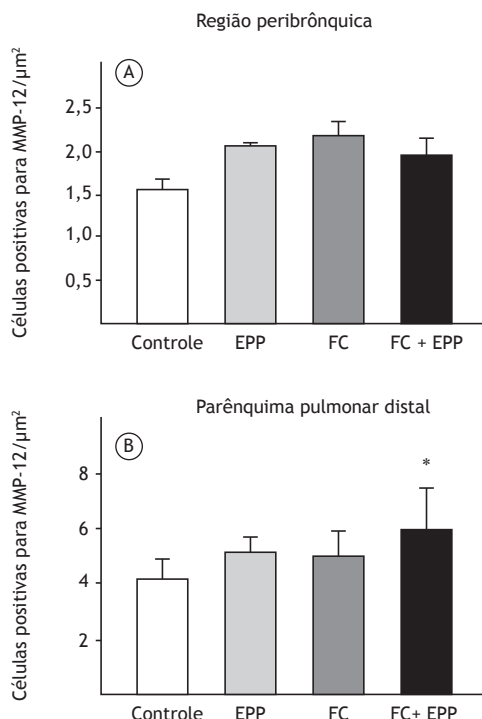 Região peribrônquica
A
Células positivas para MMP-12/µm²
2,5
2,0
1,5
1,0
0,5
Controle EPP FC FC + EPP
Parênquima pulmonar distal
B
Células positivas para MMP-12/µm²
8
6
4
2
*
Controle EPP FC FC+ EPP